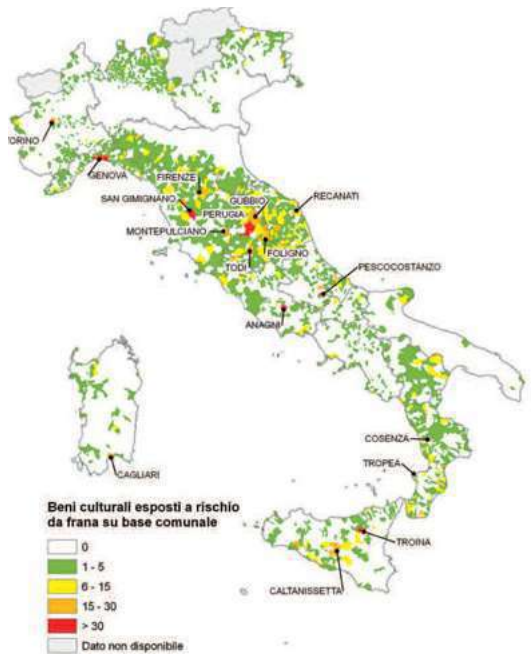 TORINO
GENOVA
FIRENZE
SAN GIMIGNANO
GUBBIO
RECANATI
PERUGIA
MONTEPULCIANO
FOLIGNO
TODI
PESCOCOSTANZO
ANAGNI
COSENZA
CAGLIARI
TROPEA
Beni culturali esposti a rischio
da frana su base comunale
0
1 - 5
6 - 15
15 - 30
> 30
Dato non disponibile
TROINA
CALTANISSETTA